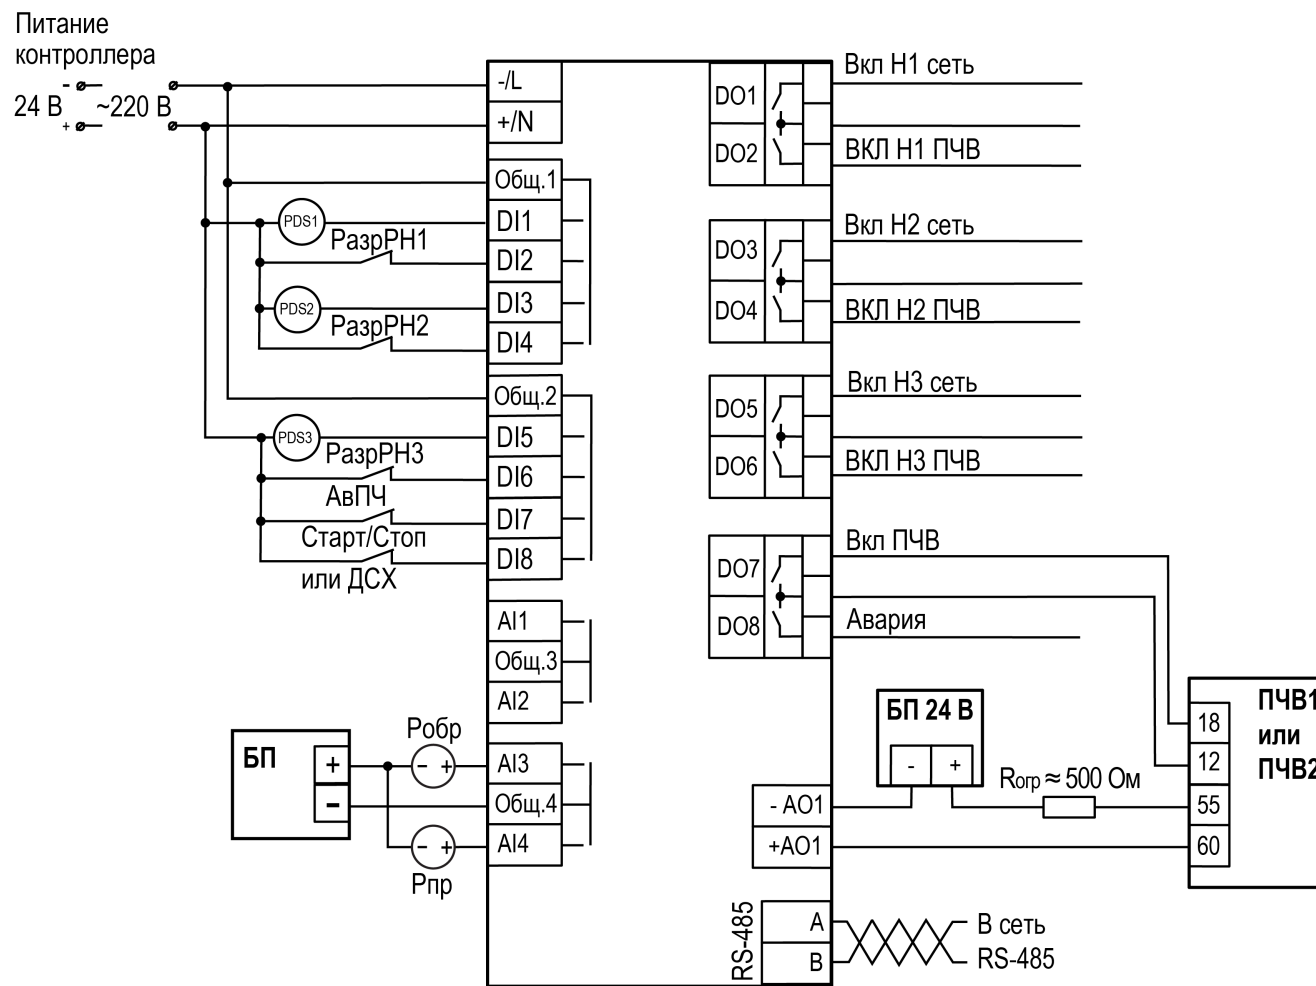 Питание
контроллера
-
24 В
+
~220 В
-/L
+/N
Общ.1
PDS1
DI1
РазрРН1
DI2
PDS2
DI3
РазрРН2
DI4
Общ.2
PDS3
DI5
РазрРН3
DI6
АвПЧ
DI7
Старт/Стоп
или ДСХ
DI8
AI1
Общ.3
AI2
БП
+
-
Робр
- +
AI3
Общ.4
AI4
- +
Рпр
DO1
Вкл Н1 сеть
DO2
ВКЛ Н1 ПЧВ
DO3
Вкл Н2 сеть
DO4
ВКЛ Н2 ПЧВ
DO5
Вкл Н3 сеть
DO6
ВКЛ Н3 ПЧВ
DO7
Вкл ПЧВ
DO8
Авария
БП 24 В
- +
Rогр ≈ 500 Ом
- AO1
+AO1
18
12
55
60
ПЧВ1
или
ПЧВ2
RS-485
A
B
В сеть
RS-485